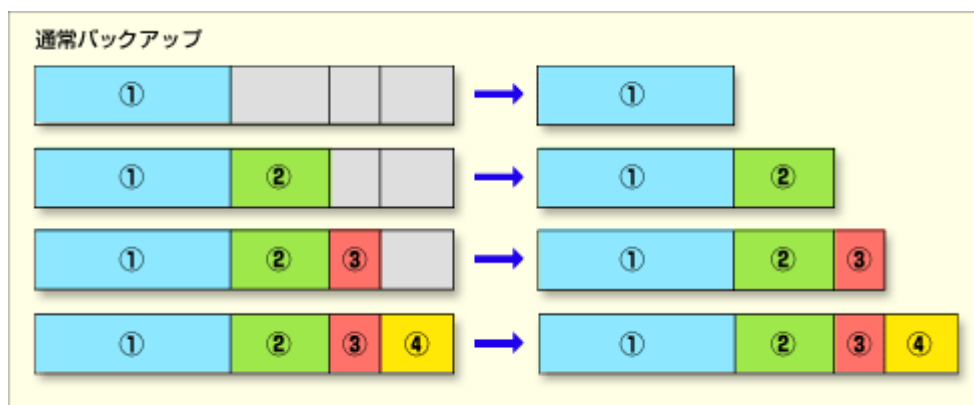 通常バックアップ
① ①
① ② ① ②
① ② ③ ① ② ③
① ② ③ ④ ① ② ③ ④